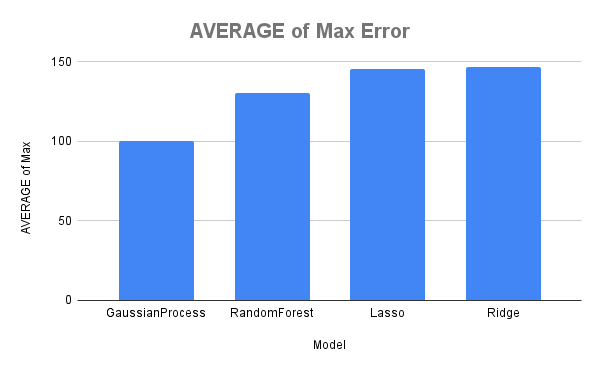 AVERAGE of Max Error
AVERAGE of Max
150
100
50
0
GaussianProcess
RandomForest
Lasso
Ridge
Model